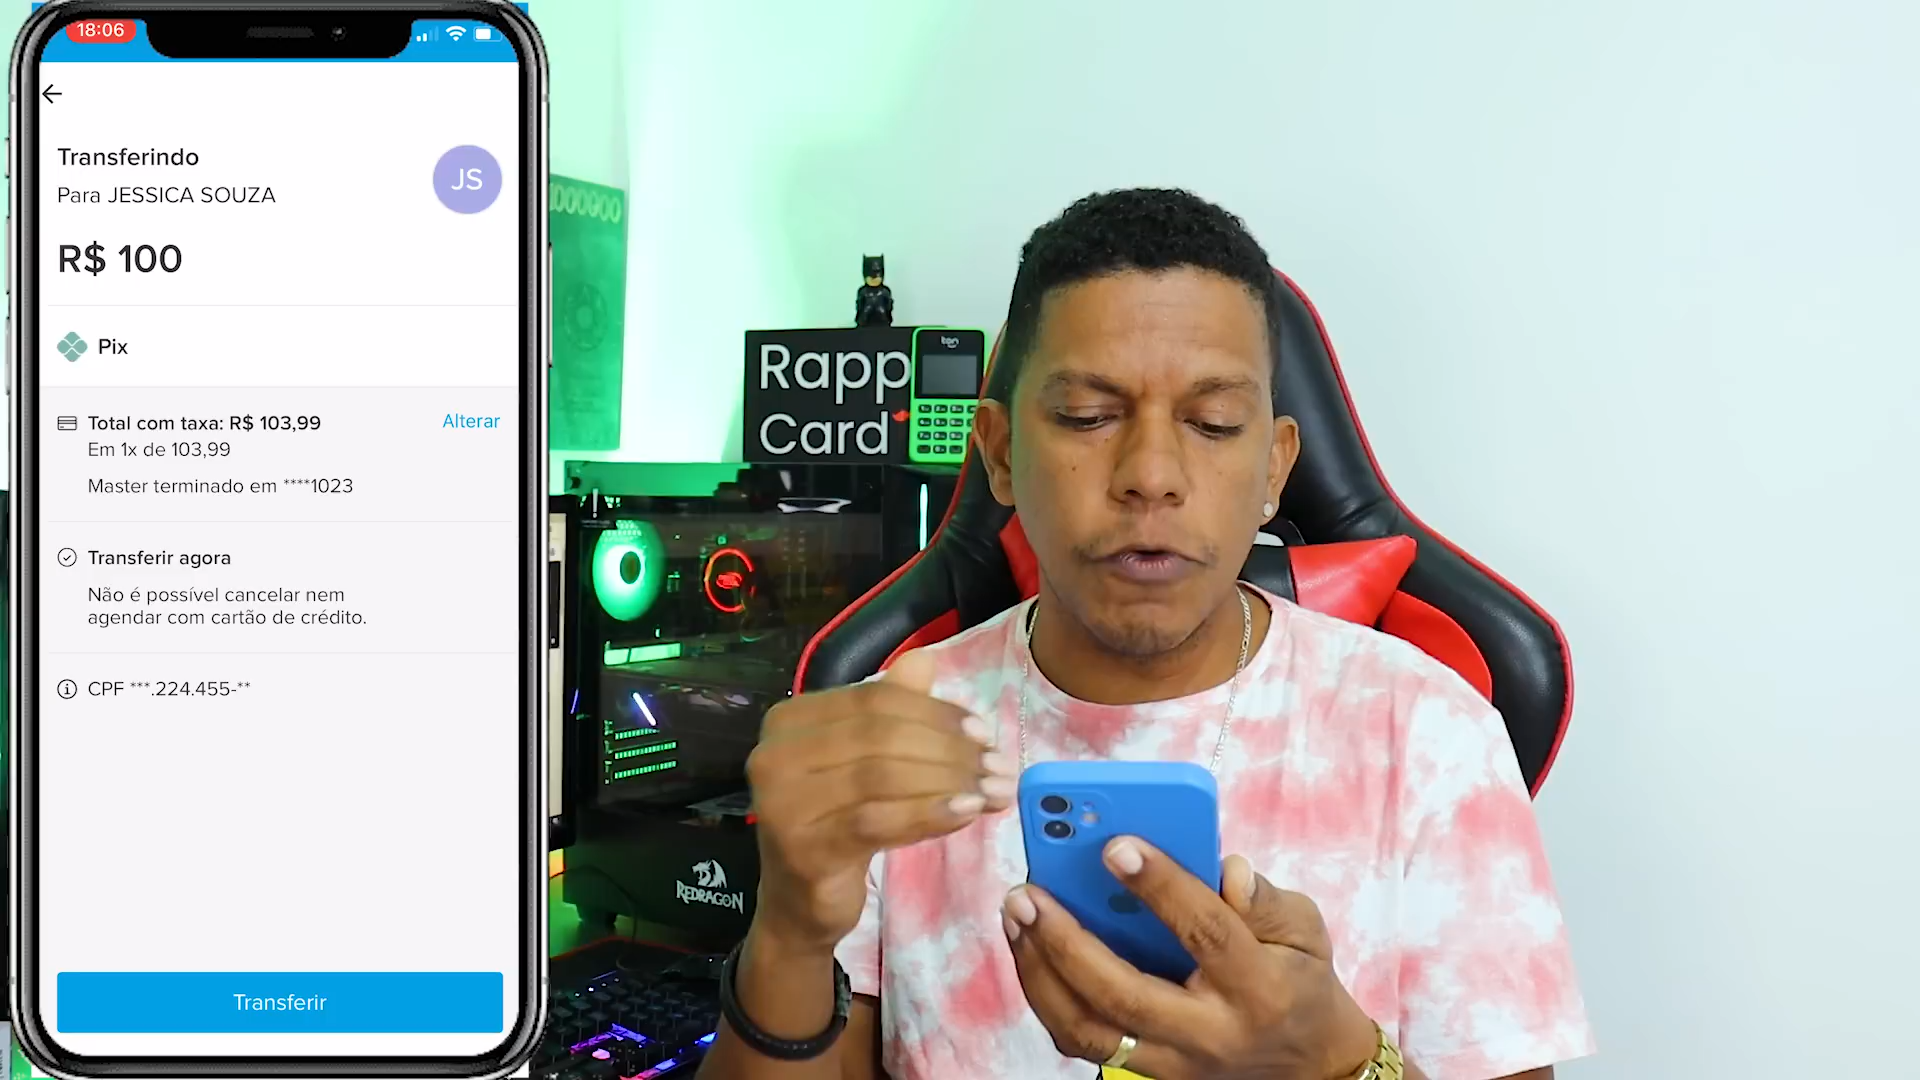 18:06
Transferindo
Para JESSICA SOUZA
JS
R$ 100
Pix
Total com taxa: R$ 103,99
Alterar
Em 1x de 103,99
Master terminado em ****1023
Transferir agora
Não é possível cancelar nem
agendar com cartão de crédito.
CPF ***.224.455-**
Transferir
1000900
Rapp
Card
ton
REDRAGON